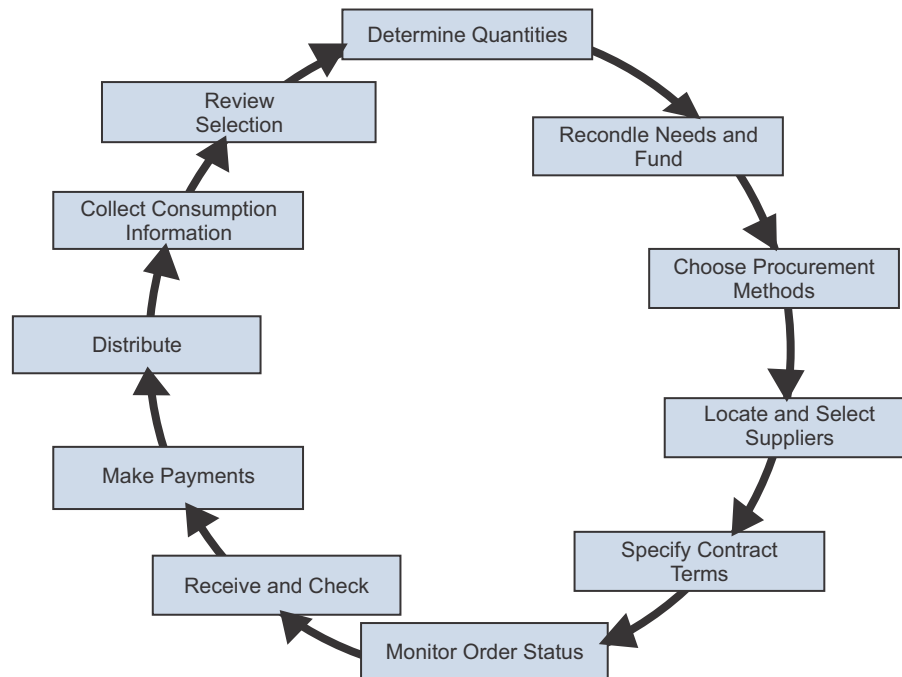 Determine Quantities
Recondle Needs and
Fund
Choose Procurement
Methods
Locate and Select
Suppliers
Specify Contract
Terms
Monitor Order Status
Receive and Check
Make Payments
Distribute
Collect Consumption
Information
Review
Selection